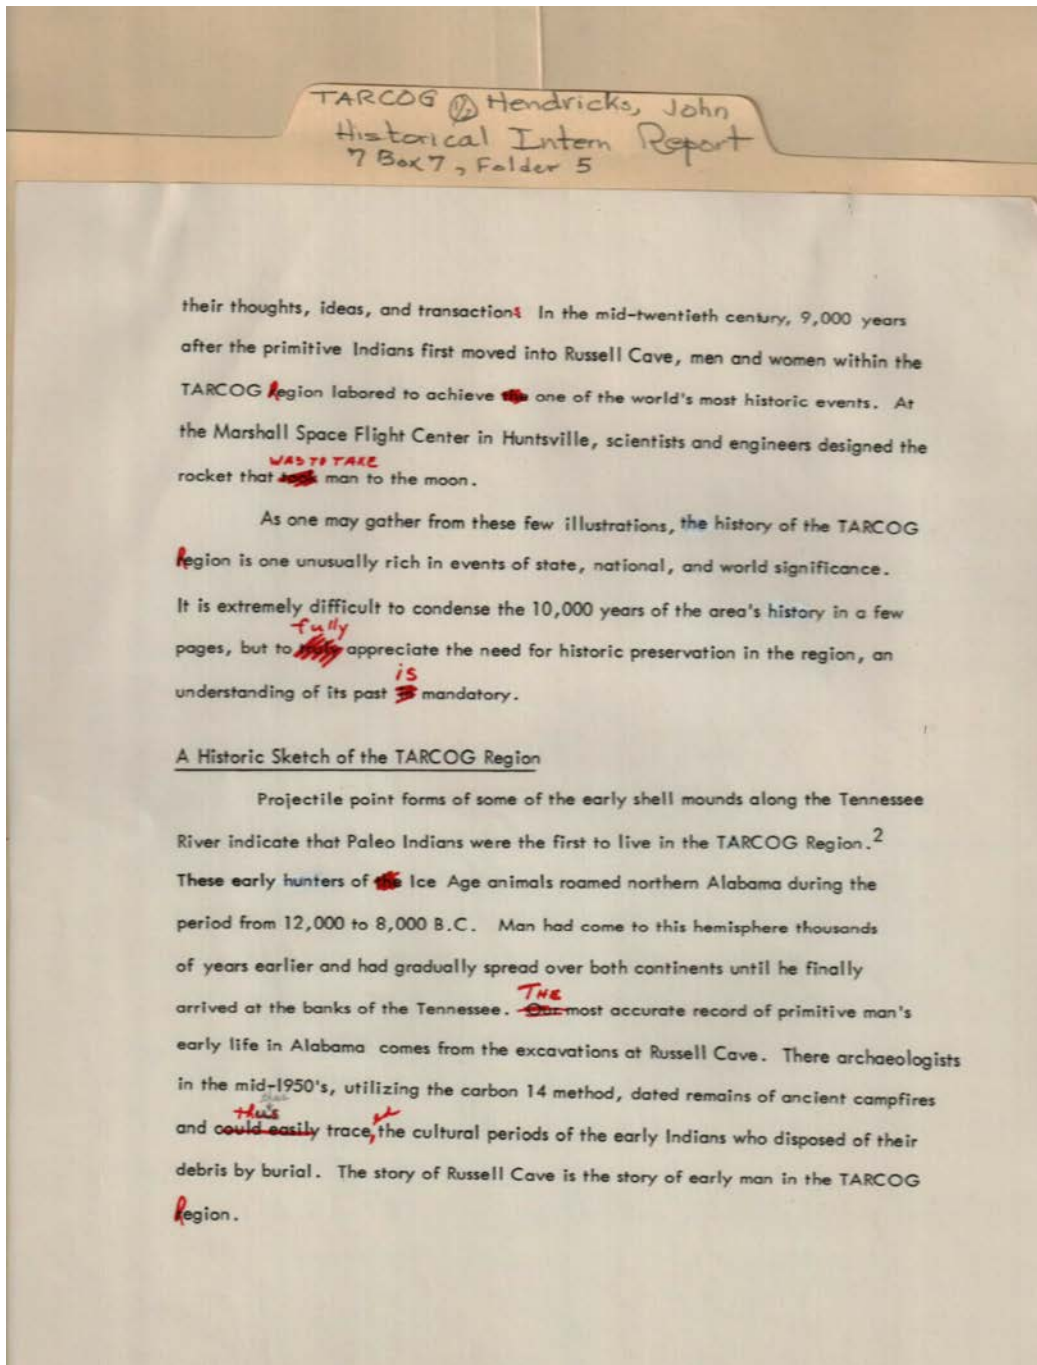 TARCOG ½ Hendricks, John
Historical Intern Report
7 Box 7, Folder 5
their thoughts, ideas, and transactions In the mid-twentieth century, 9,000 years
after the primitive Indians first moved into Russell Cave, men and women within the
TARCOG Region labored to achieve the one of the world's most historic events. At
the Marshall Space Flight Center in Huntsville, scientists and engineers designed the
WAS TO TAKE
rocket that took man to the moon.
As one may gather from these few illustrations, the history of the TARCOG
Region is one unusually rich in events of state, national, and world significance.
It is extremely difficult to condense the 10,000 years of the area's history in a few
fully
pages, but to truly appreciate the need for historic preservation in the region, an
is
understanding of its past mandatory.
A Historic Sketch of the TARCOG Region
Projectile point forms of some of the early shell mounds along the Tennessee
River indicate that Paleo Indians were the first to live in the TARCOG Region.2
These early hunters of the Ice Age animals roamed northern Alabama during the
period from 12,000 to 8,000 B.C. Man had come to this hemisphere thousands
of years earlier and had gradually spread over both continents until he finally
THE
arrived at the banks of the Tennessee. Our most accurate record of primitive man's
early life in Alabama comes from the excavations at Russell Cave. There archaeologists
in the mid-1950's, utilizing the carbon 14 method, dated remains of ancient campfires
thus ed
and could easily trace, the cultural periods of the early Indians who disposed of their
debris by burial. The story of Russell Cave is the story of early man in the TARCOG
Region.